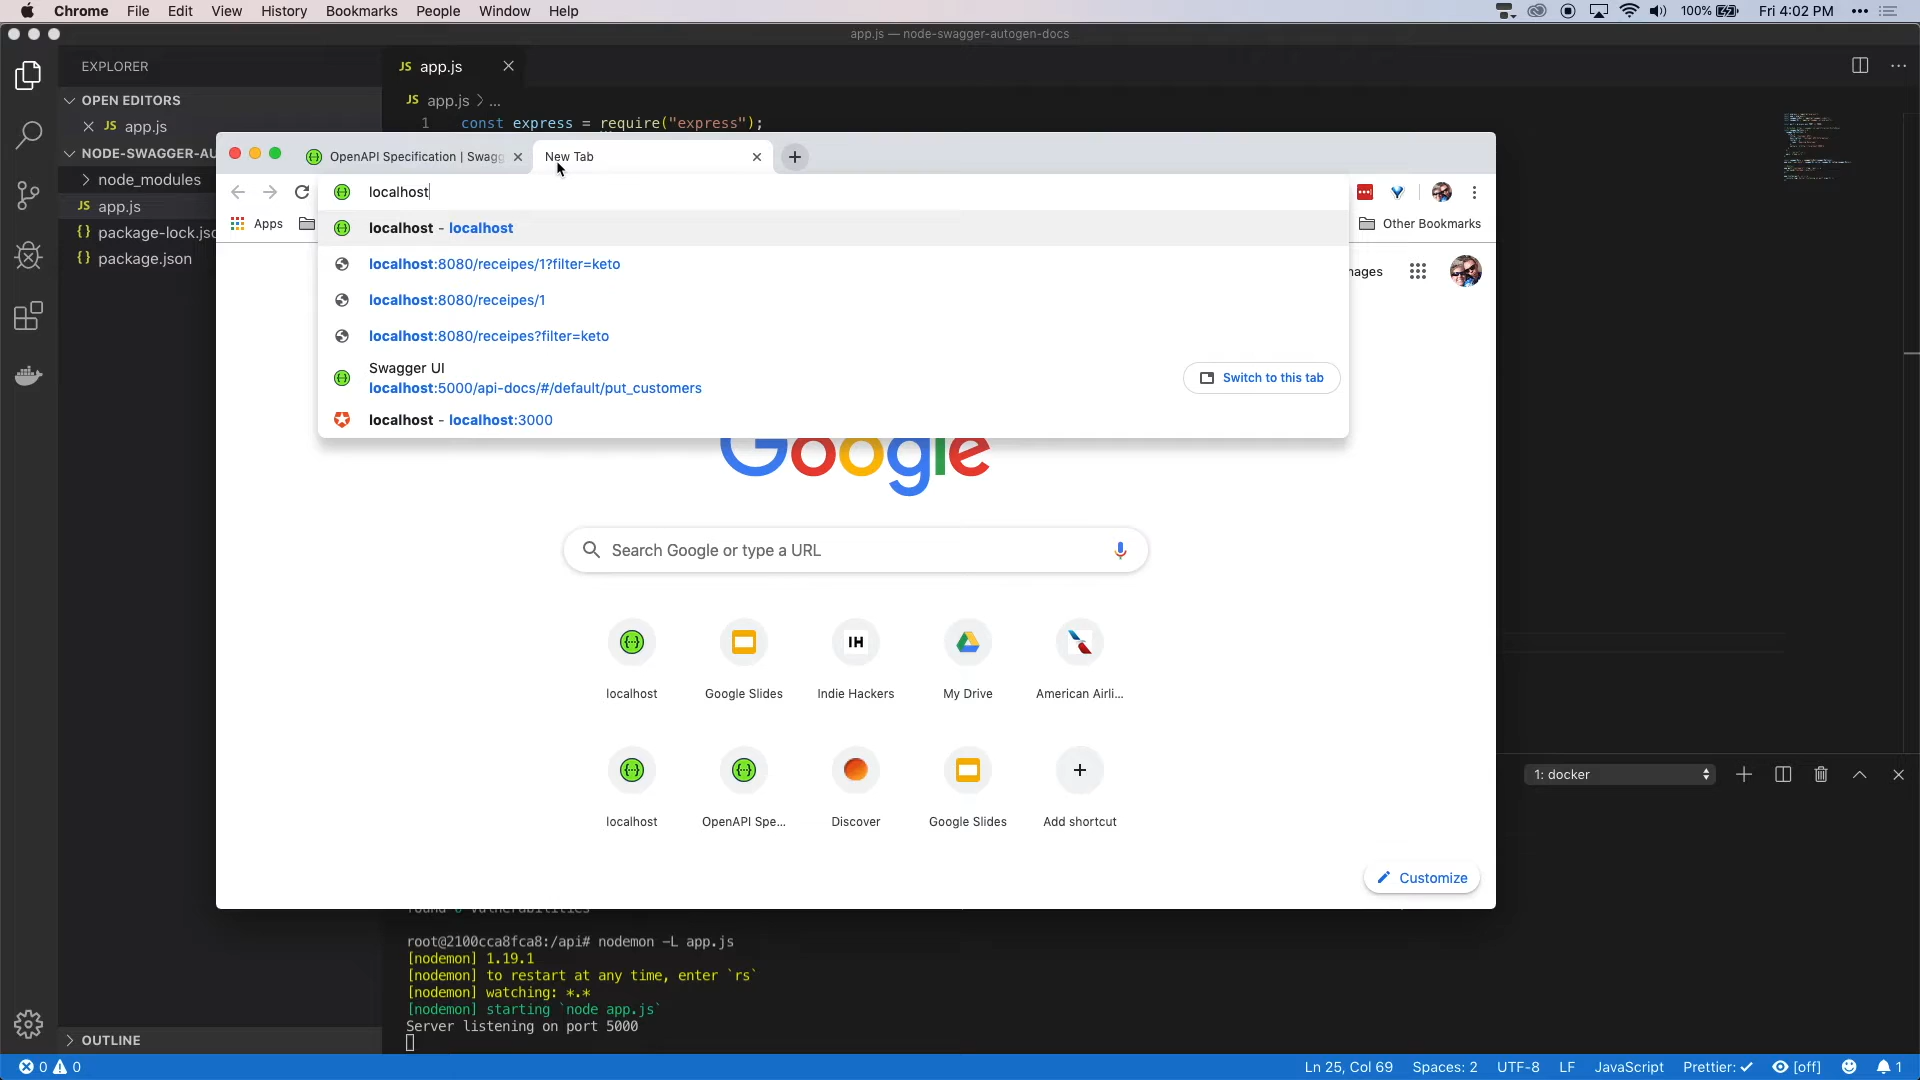 Chrome File Edit View History Bookmarks People Window Help 100% Fri 4:02 PM
app.js — node-swagger-autogen-docs
EXPLORER
JS app.js
OPEN EDITORS
JS app.js > ...
JS app.js
1 const express = require("express");
NODE-SWAGGER-AU
OpenAPI Specification | Swagg
New Tab
node_modules
localhost
JS app.js
Apps
localhost - localhost
Other Bookmarks
{} package-lock.jso
{} package.json
localhost:8080/receipes/1?filter=keto
mages
localhost:8080/receipes/1
localhost:8080/receipes?filter=keto
Swagger UI
localhost:5000/api-docs/#/default/put_customers
Switch to this tab
localhost - localhost:3000
Google
Search Google or type a URL
IH
localhost
Google Slides
Indie Hackers
My Drive
American Airli...
localhost
OpenAPI Spe...
Discover
Google Slides
Add shortcut
1: docker
Customize
root@2100cca8fca8:/api# nodemon -L app.js
[nodemon] 1.19.1
[nodemon] to restart at any time, enter `rs`
[nodemon] watching: *.*
[nodemon] starting `node app.js`
Server listening on port 5000
OUTLINE
0 0 Ln 25, Col 69 Spaces: 2 UTF-8 LF JavaScript Prettier: ✓ [off] 1